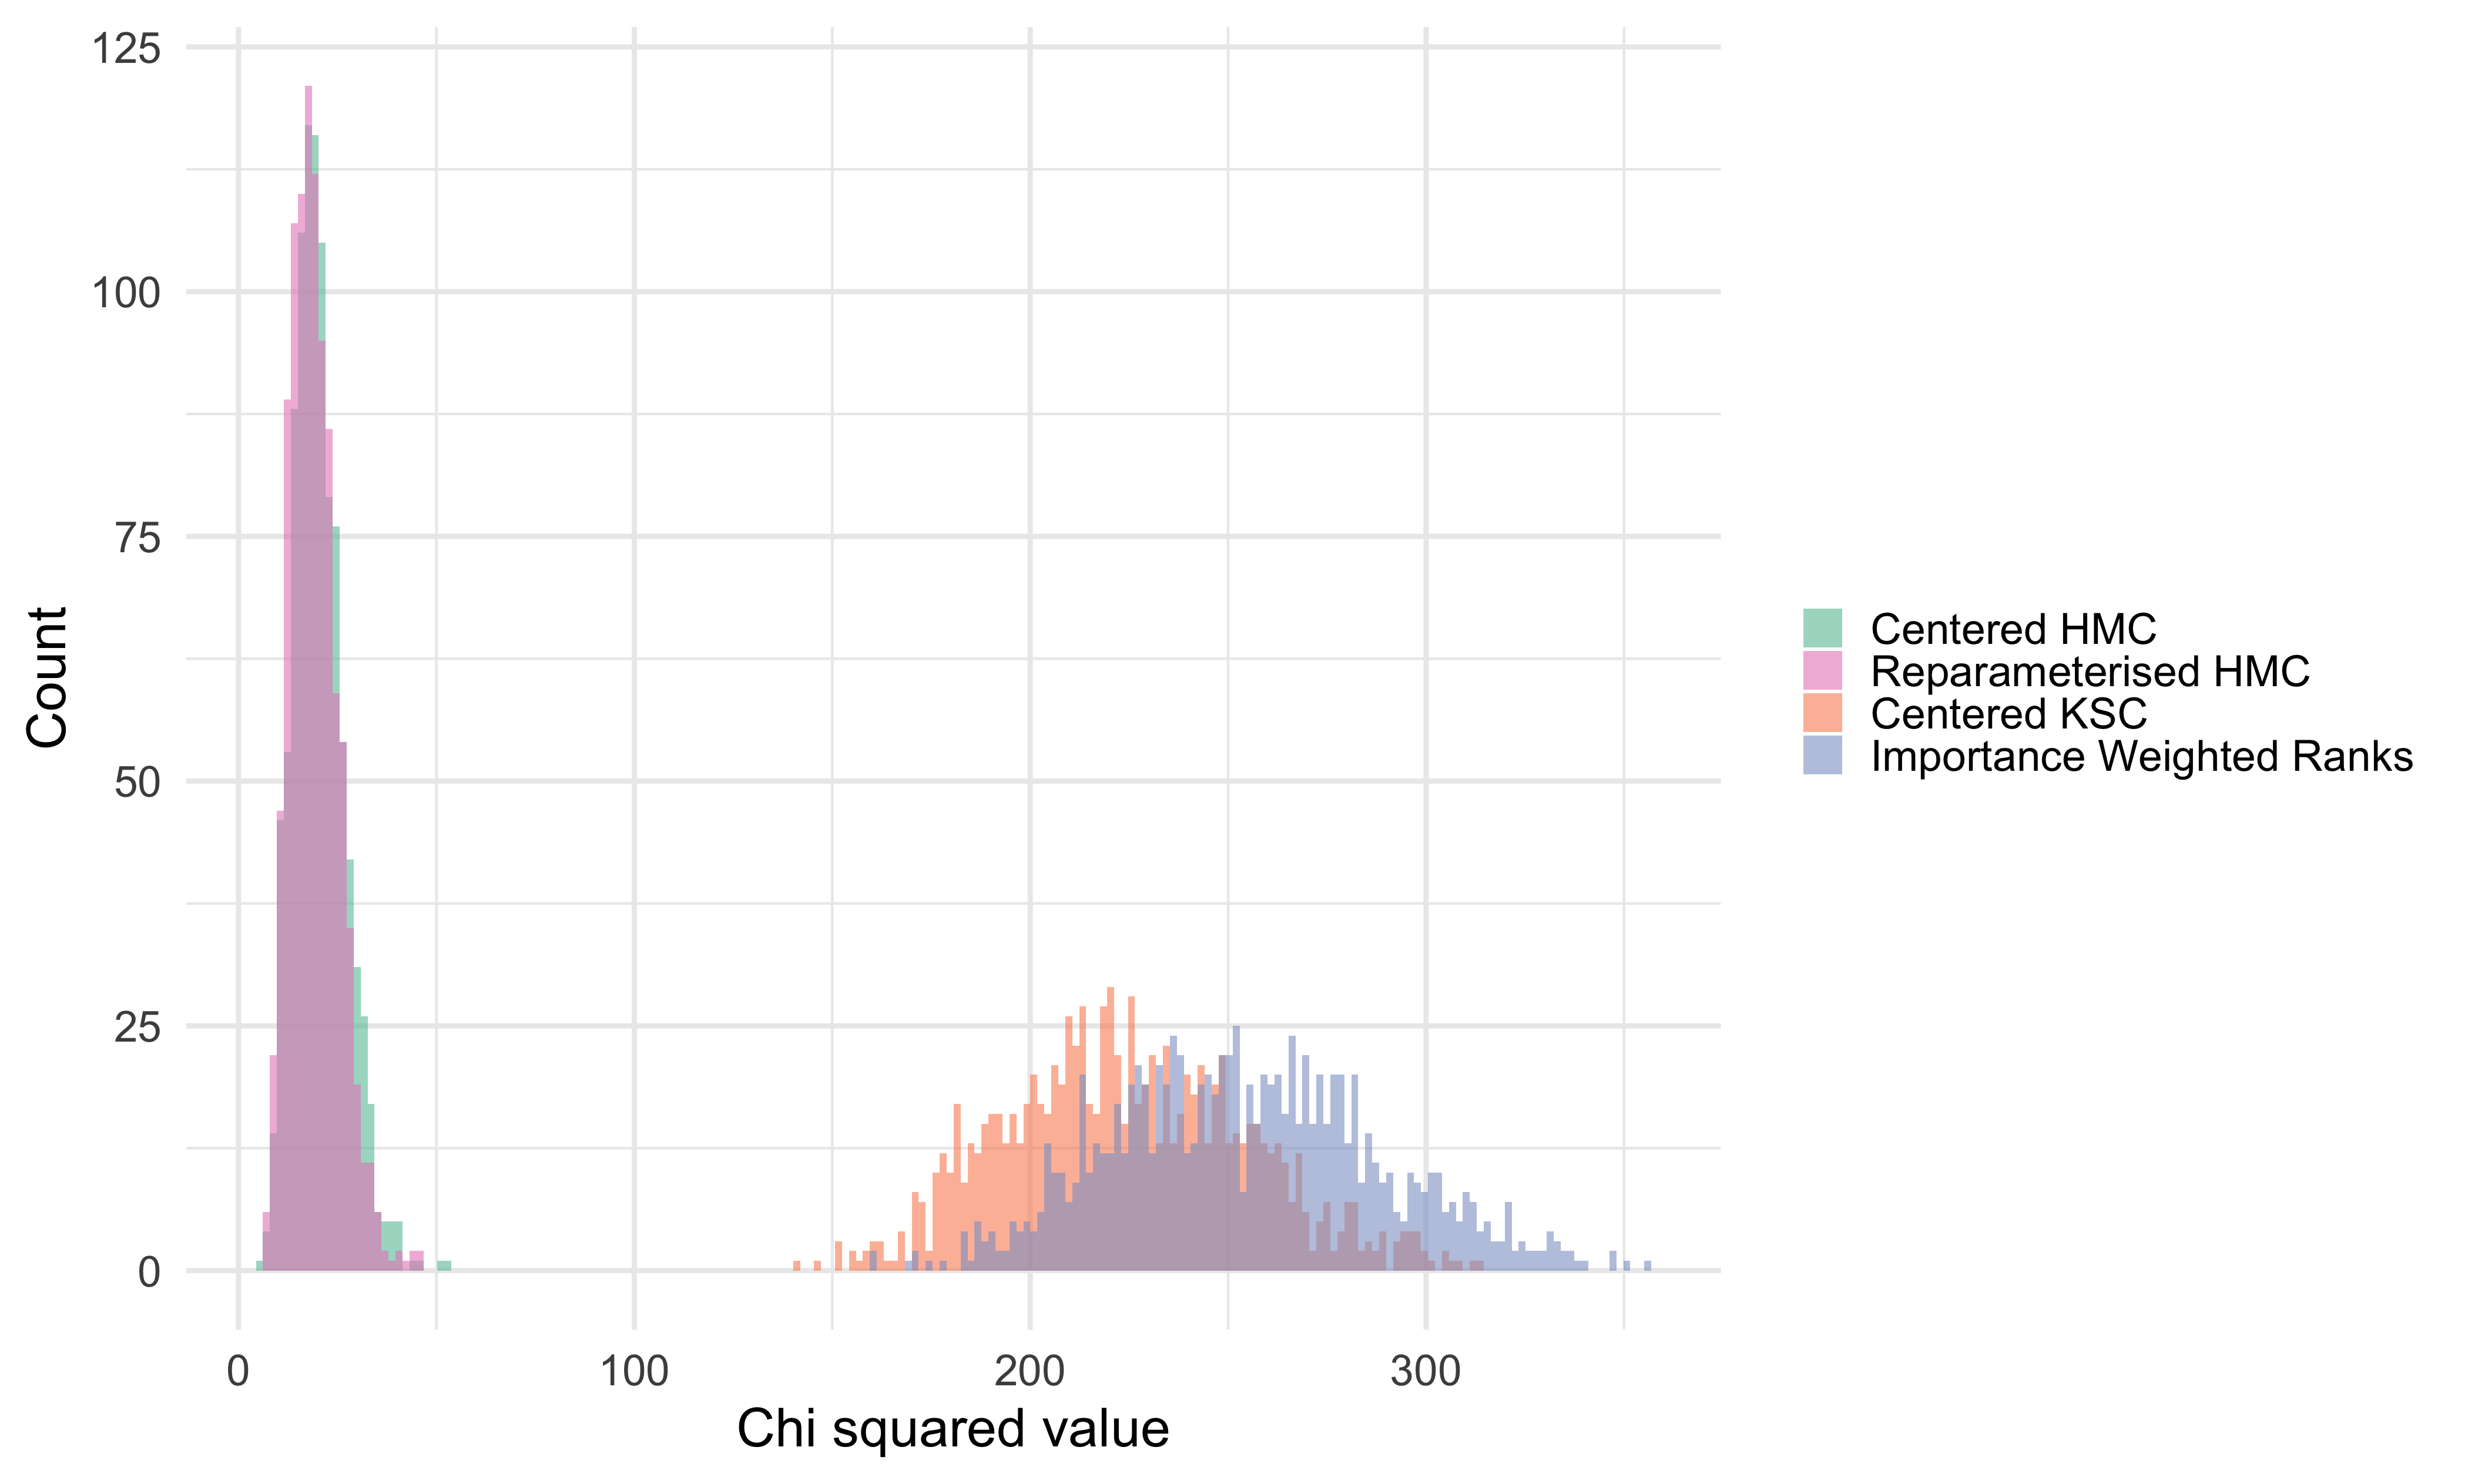 125
100
75
50
25
0
Count
0 100 200 300
Chi squared value
Centered HMC
Reparameterised HMC
Centered KSC
Importance Weighted Ranks